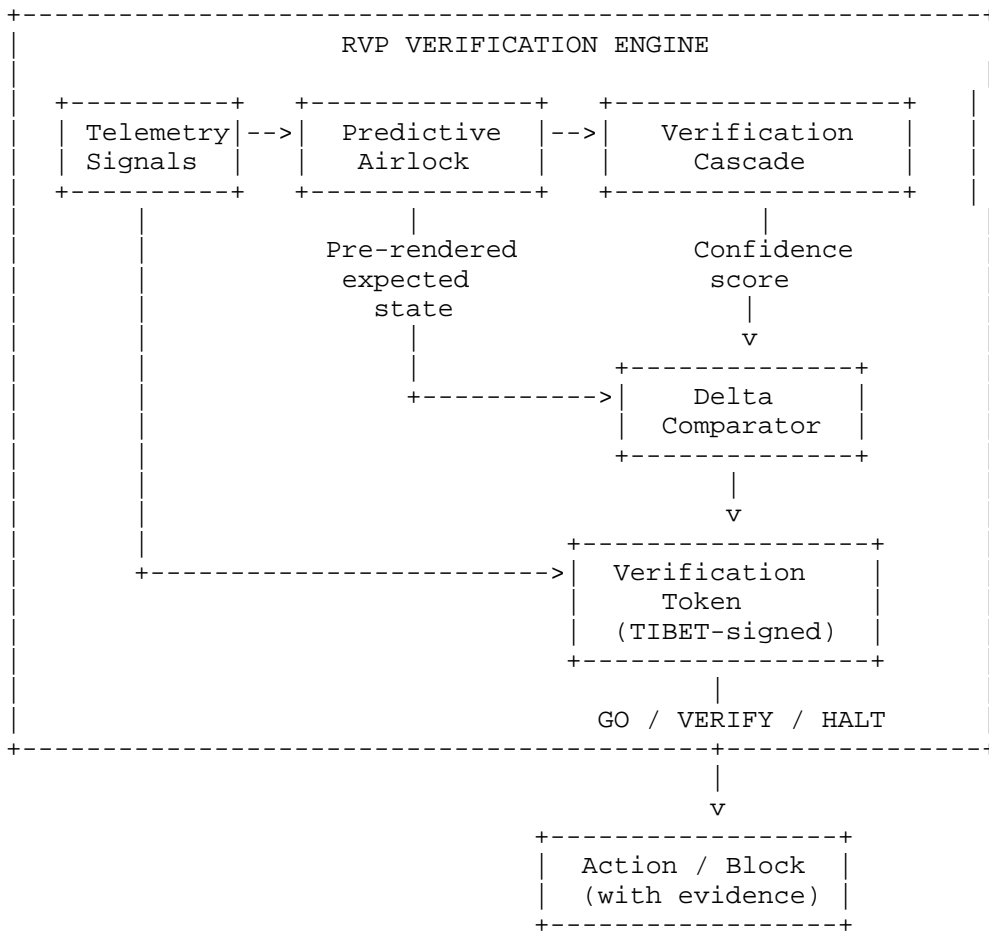 RVP VERIFICATION ENGINE
Telemetry --> Predictive --> Verification
Signals Airlock Cascade
Pre-rendered Confidence
expected score
state
v
Delta
Comparator
v
Verification
Token
(TIBET-signed)
GO / VERIFY / HALT
v
Action / Block
(with evidence)